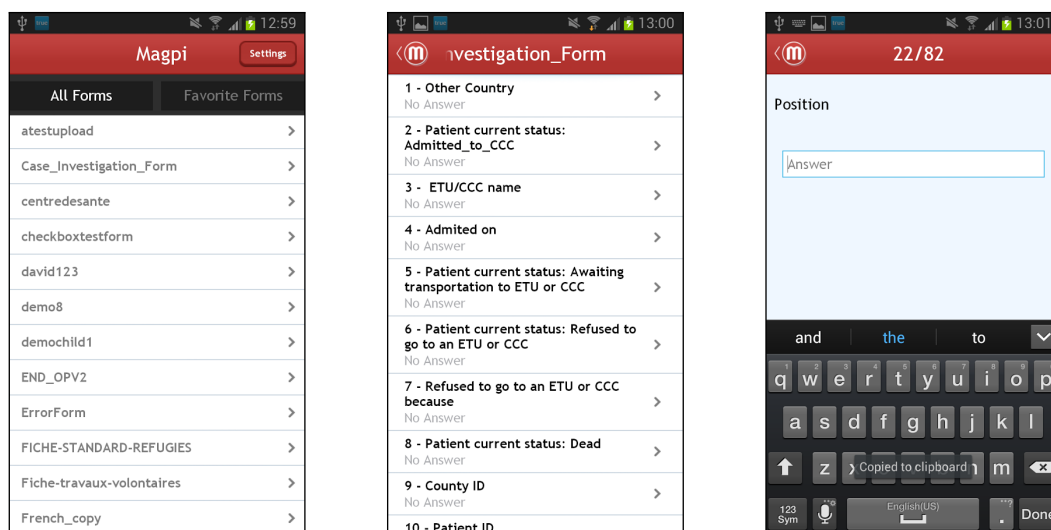 12:59
Magpi
Settings
All Forms
Favorite Forms
atestupload
Case_Investigation_Form
centredesante
checkboxtestform
david123
demo8
demochild1
END_OPV2
ErrorForm
FICHE-STANDARD-REFUGIES
Fiche-travaux-volontaires
French_copy
13:00
m nvestigation_Form
1 - Other Country
No Answer
2 - Patient current status:
Admitted_to_CCC
No Answer
3 - ETU/CCC name
No Answer
4 - Admited on
No Answer
5 - Patient current status: Awaiting
transportation to ETU or CCC
No Answer
6 - Patient current status: Refused to
go to an ETU or CCC
No Answer
7 - Refused to go to an ETU or CCC
because
No Answer
8 - Patient current status: Dead
No Answer
9 - County ID
No Answer
10 - Patient ID
13:01
m 22/82
Position
Answer
and the to
q w e r t y u i o p
a s d f g h j k l
z Copied to clipboard m
123
Sym
English(US)
. Done